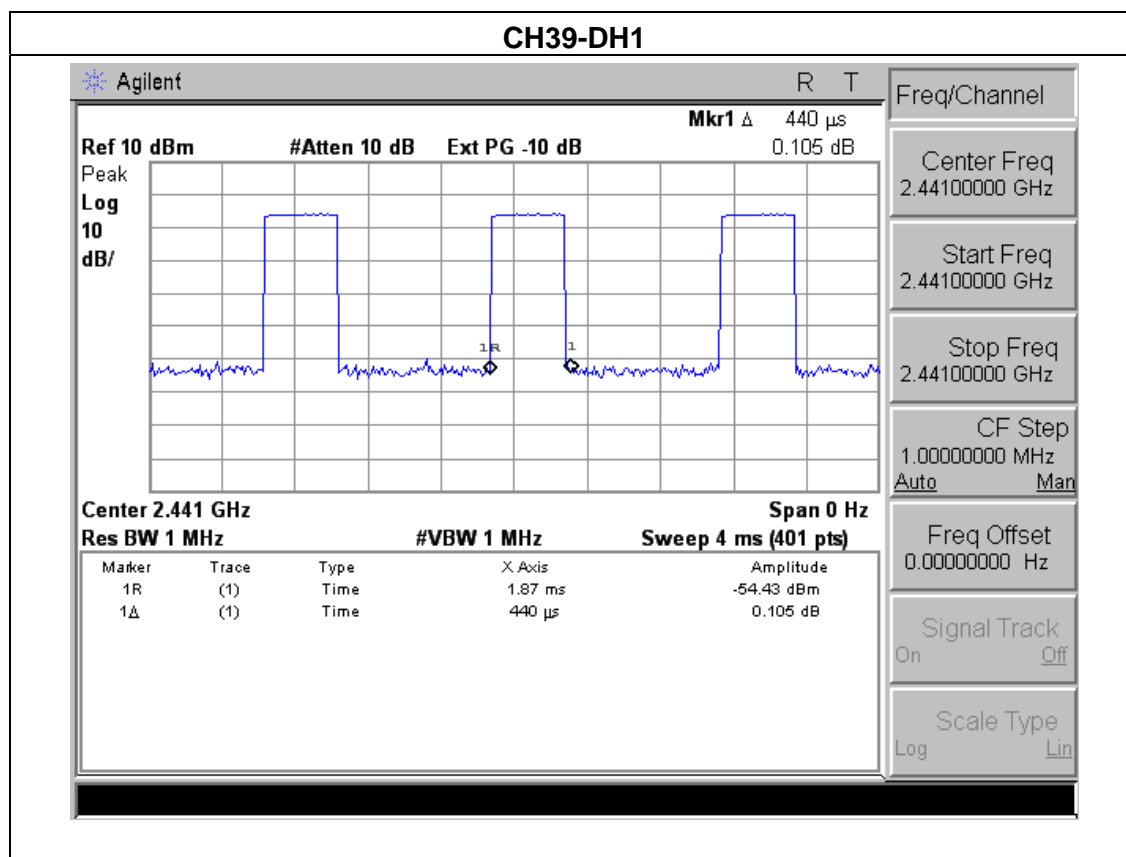 CH39-DH1
Agilent R T
Mkr1 Δ 440 µs
Ref 10 dBm #Atten 10 dB Ext PG -10 dB 0.105 dB
Peak
Log
10
dB/
1R 1
Center 2.441 GHz Span 0 Hz
Res BW 1 MHz #VBW 1 MHz Sweep 4 ms (401 pts)
Marker Trace Type X Axis Amplitude
1R (1) Time 1.87 ms -54.43 dBm
1Δ (1) Time 440 µs 0.105 dB
Freq/Channel
Center Freq
2.44100000 GHz
Start Freq
2.44100000 GHz
Stop Freq
2.44100000 GHz
CF Step
1.00000000 MHz
Auto Man
Freq Offset
0.00000000 Hz
Signal Track
On Off
Scale Type
Log Lin